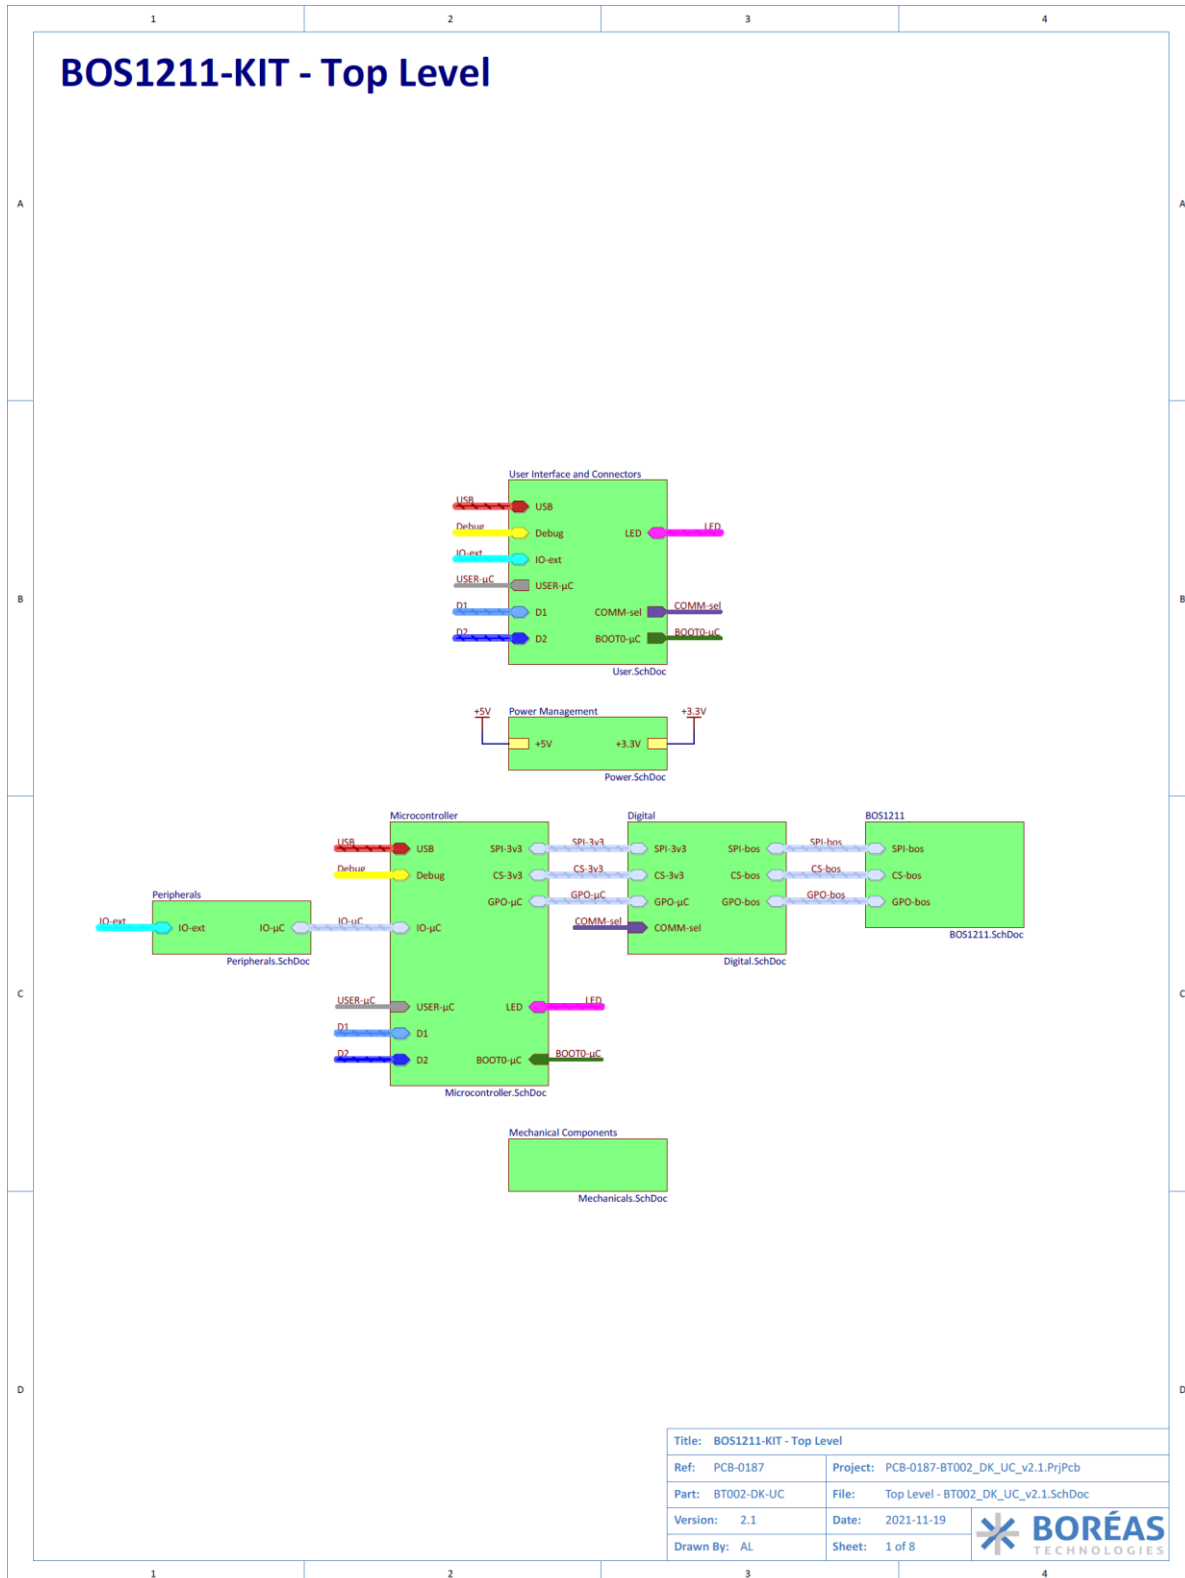 1 2 3 4
BOS1211-KIT - Top Level
A A
User Interface and Connectors
USB USB
Debug Debug LED LED
IO-ext IO-ext
USER-µC USER-µC
B B
D1 D1 COMM-sel COMM-sel
D2 D2 BOOT0-µC BOOT0-µC
User.SchDoc
+5V Power Management +3.3V
+5V +3.3V
Power.SchDoc
Microcontroller Digital BOS1211
USB USB SPI-3v3 SPI-3v3 SPI-3v3 SPI-bos SPI-bos SPI-bos
Debug Debug CS-3v3 CS-3v3 CS-3v3 CS-bos CS-bos CS-bos
Peripherals GPO-µC GPO-µC GPO-µC GPO-bos GPO-bos GPO-bos
IO-ext IO-ext IO-µC IO-uC IO-µC COMM-sel COMM-sel BOS1211.SchDoc
Peripherals.SchDoc Digital.SchDoc
C C
USER-µC USER-µC LED LED
D1 D1
D2 D2 BOOT0-µC BOOT0-µC
Microcontroller.SchDoc
Mechanical Components
Mechanicals.SchDoc
D D
Title: BOS1211-KIT - Top Level
Ref: PCB-0187 Project: PCB-0187-BT002_DK_UC_v2.1.PrjPcb
Part: BT002-DK-UC File: Top Level - BT002_DK_UC_v2.1.SchDoc
Version: 2.1 Date: 2021-11-19
Drawn By: AL Sheet: 1 of 8
BORÉAS
TECHNOLOGIES
1 2 3 4